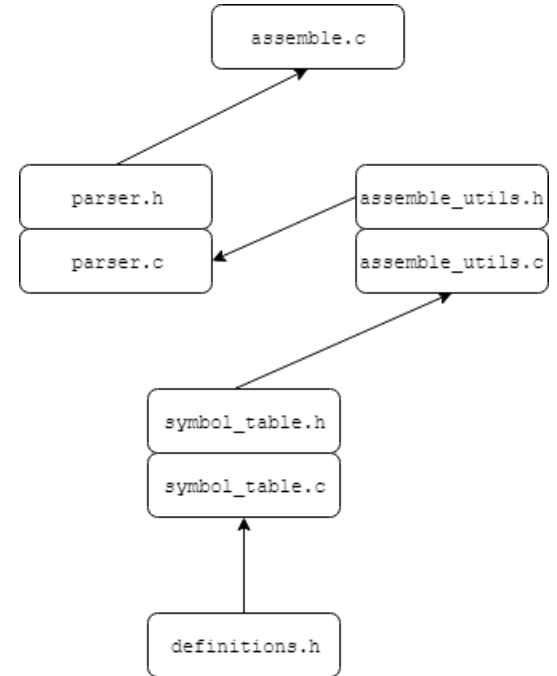 assemble.c
parser.h
assemble_utils.h
parser.c
assemble_utils.c
symbol_table.h
symbol_table.c
definitions.h